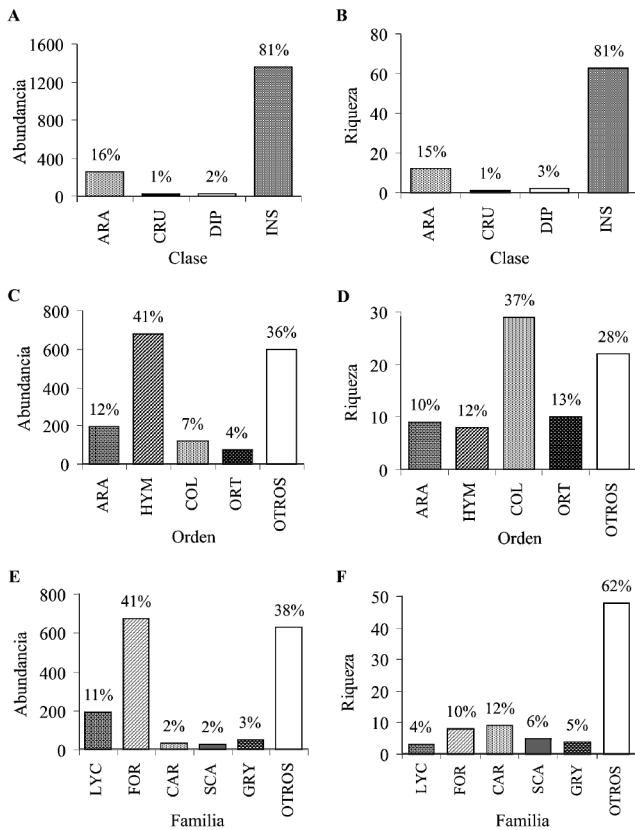 A
Abundancia
1600
1200
800
400
0
16%
1%
2%
81%
ARA
CRU
DIP
INS
Clase
B
Riqueza
80
60
40
20
0
15%
1%
3%
81%
ARA
CRU
DIP
INS
Clase
C
Abundancia
800
600
400
200
0
12%
41%
7%
4%
36%
ARA
HYM
COL
ORT
OTROS
Orden
D
Riqueza
30
20
10
0
10%
12%
37%
13%
28%
ARA
HYM
COL
ORT
OTROS
Orden
E
Abundancia
800
600
400
200
0
11%
41%
2%
2%
3%
38%
LYC
FOR
CAR
SCA
GRY
OTROS
Familia
F
Riqueza
50
40
30
20
10
0
4%
10%
12%
6%
5%
62%
LYC
FOR
CAR
SCA
GRY
OTROS
Familia